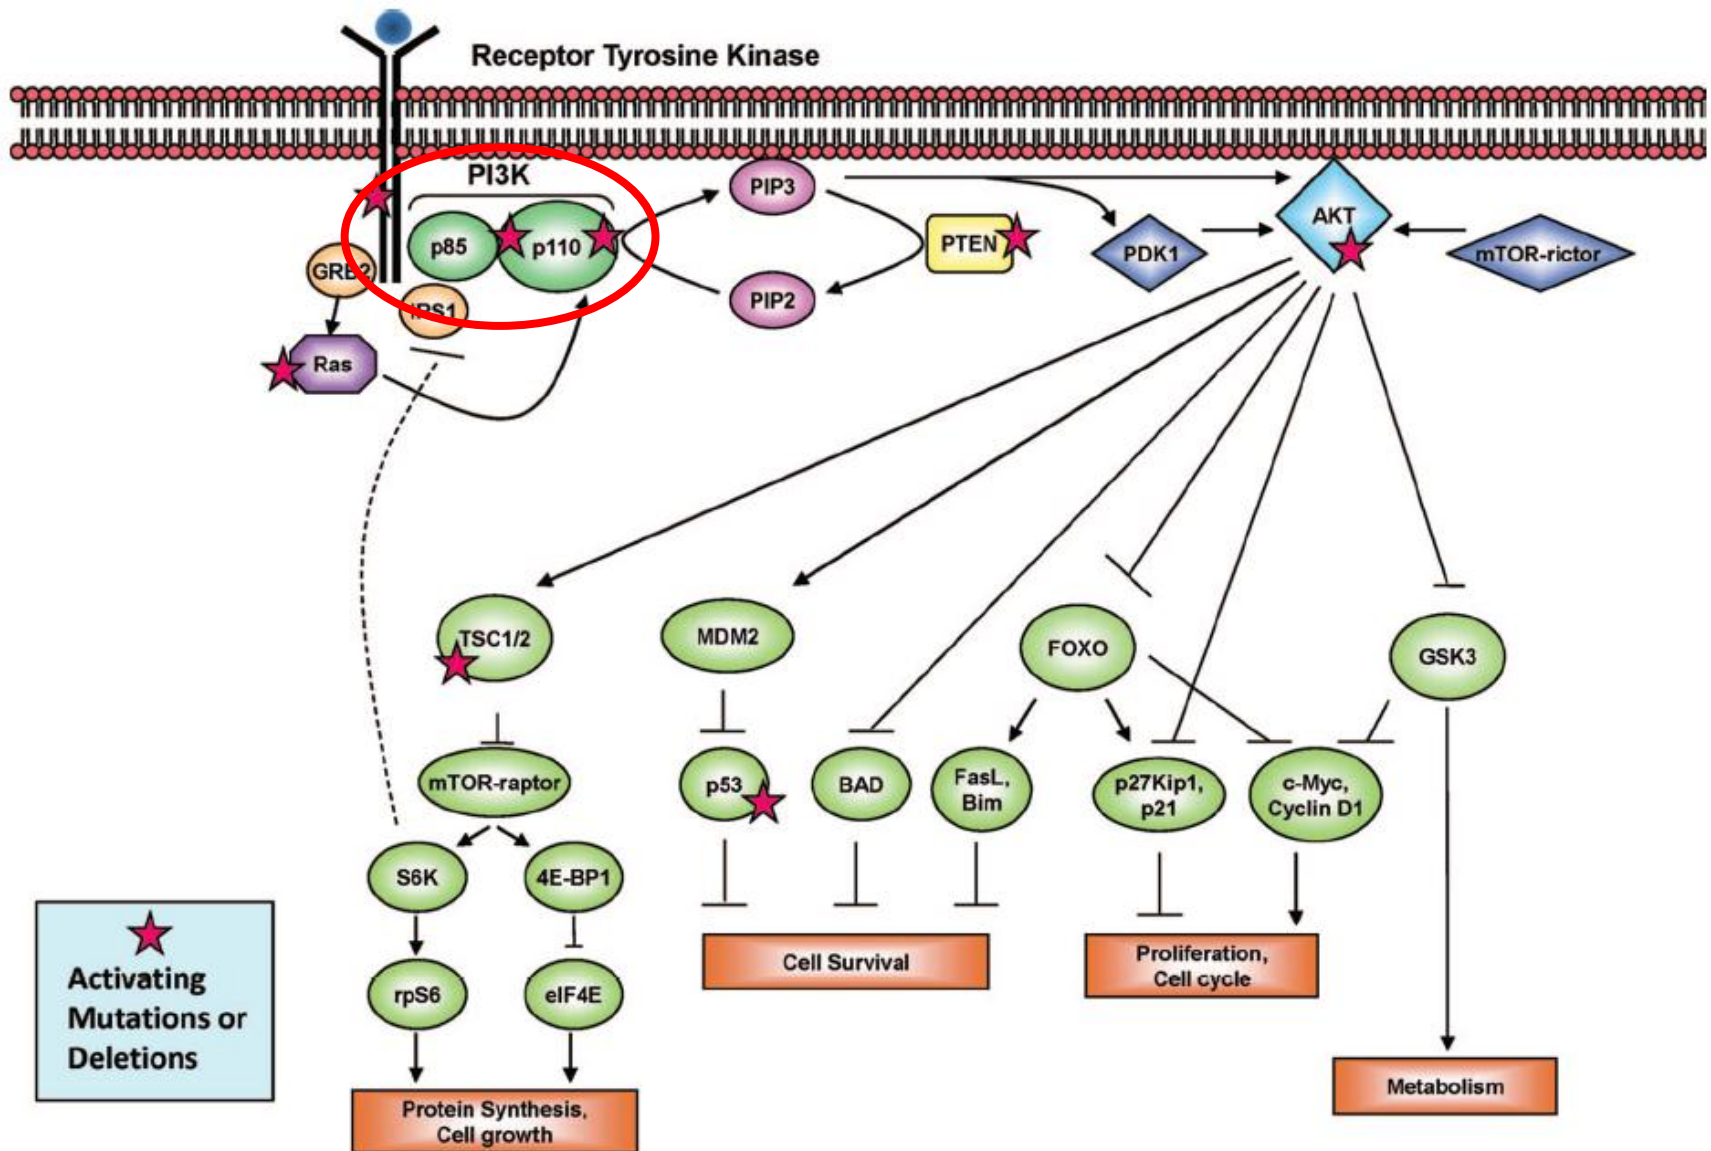 Receptor Tyrosine Kinase
PI3K
p85
p110
PIP3
PIP2
PTEN
PDK1
AKT
mTOR-rictor
GRB2
IRS1
Ras
TSC1/2
MDM2
FOXO
GSK3
mTOR-raptor
p53
BAD
FasL,
Bim
p27Kip1,
p21
c-Myc,
Cyclin D1
S6K
4E-BP1
rpS6
eIF4E
Cell Survival
Proliferation,
Cell cycle
Metabolism
Protein Synthesis,
Cell growth
Activating
Mutations or
Deletions